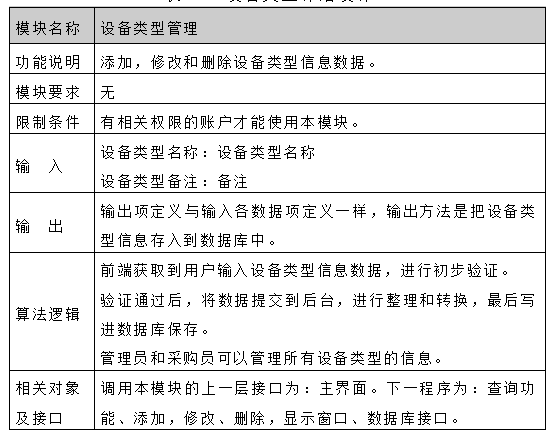 模块名称 设备类型管理
功能说明 添加，修改和删除设备类型信息数据。
模块要求 无
限制条件 有相关权限的账户才能使用本模块。
输 入 设备类型名称：设备类型名称
设备类型备注：备注
输 出 输出项定义与输入各数据项定义一样，输出方法是把设备类
型信息存入到数据库中。
算法逻辑 前端获取到用户输入设备类型信息数据，进行初步验证。
验证通过后，将数据提交到后台，进行整理和转换，最后写
进数据库保存。
管理员和采购员可以管理所有设备类型的信息。
相关对象 调用本模块的上一层接口为：主界面。下一程序为：查询功
及接口 能、添加，修改、删除，显示窗口、数据库接口。